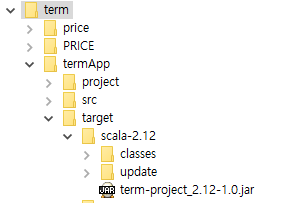 term
price
PRICE
termApp
project
src
target
scala-2.12
classes
update
term-project_2.12-1.0.jar